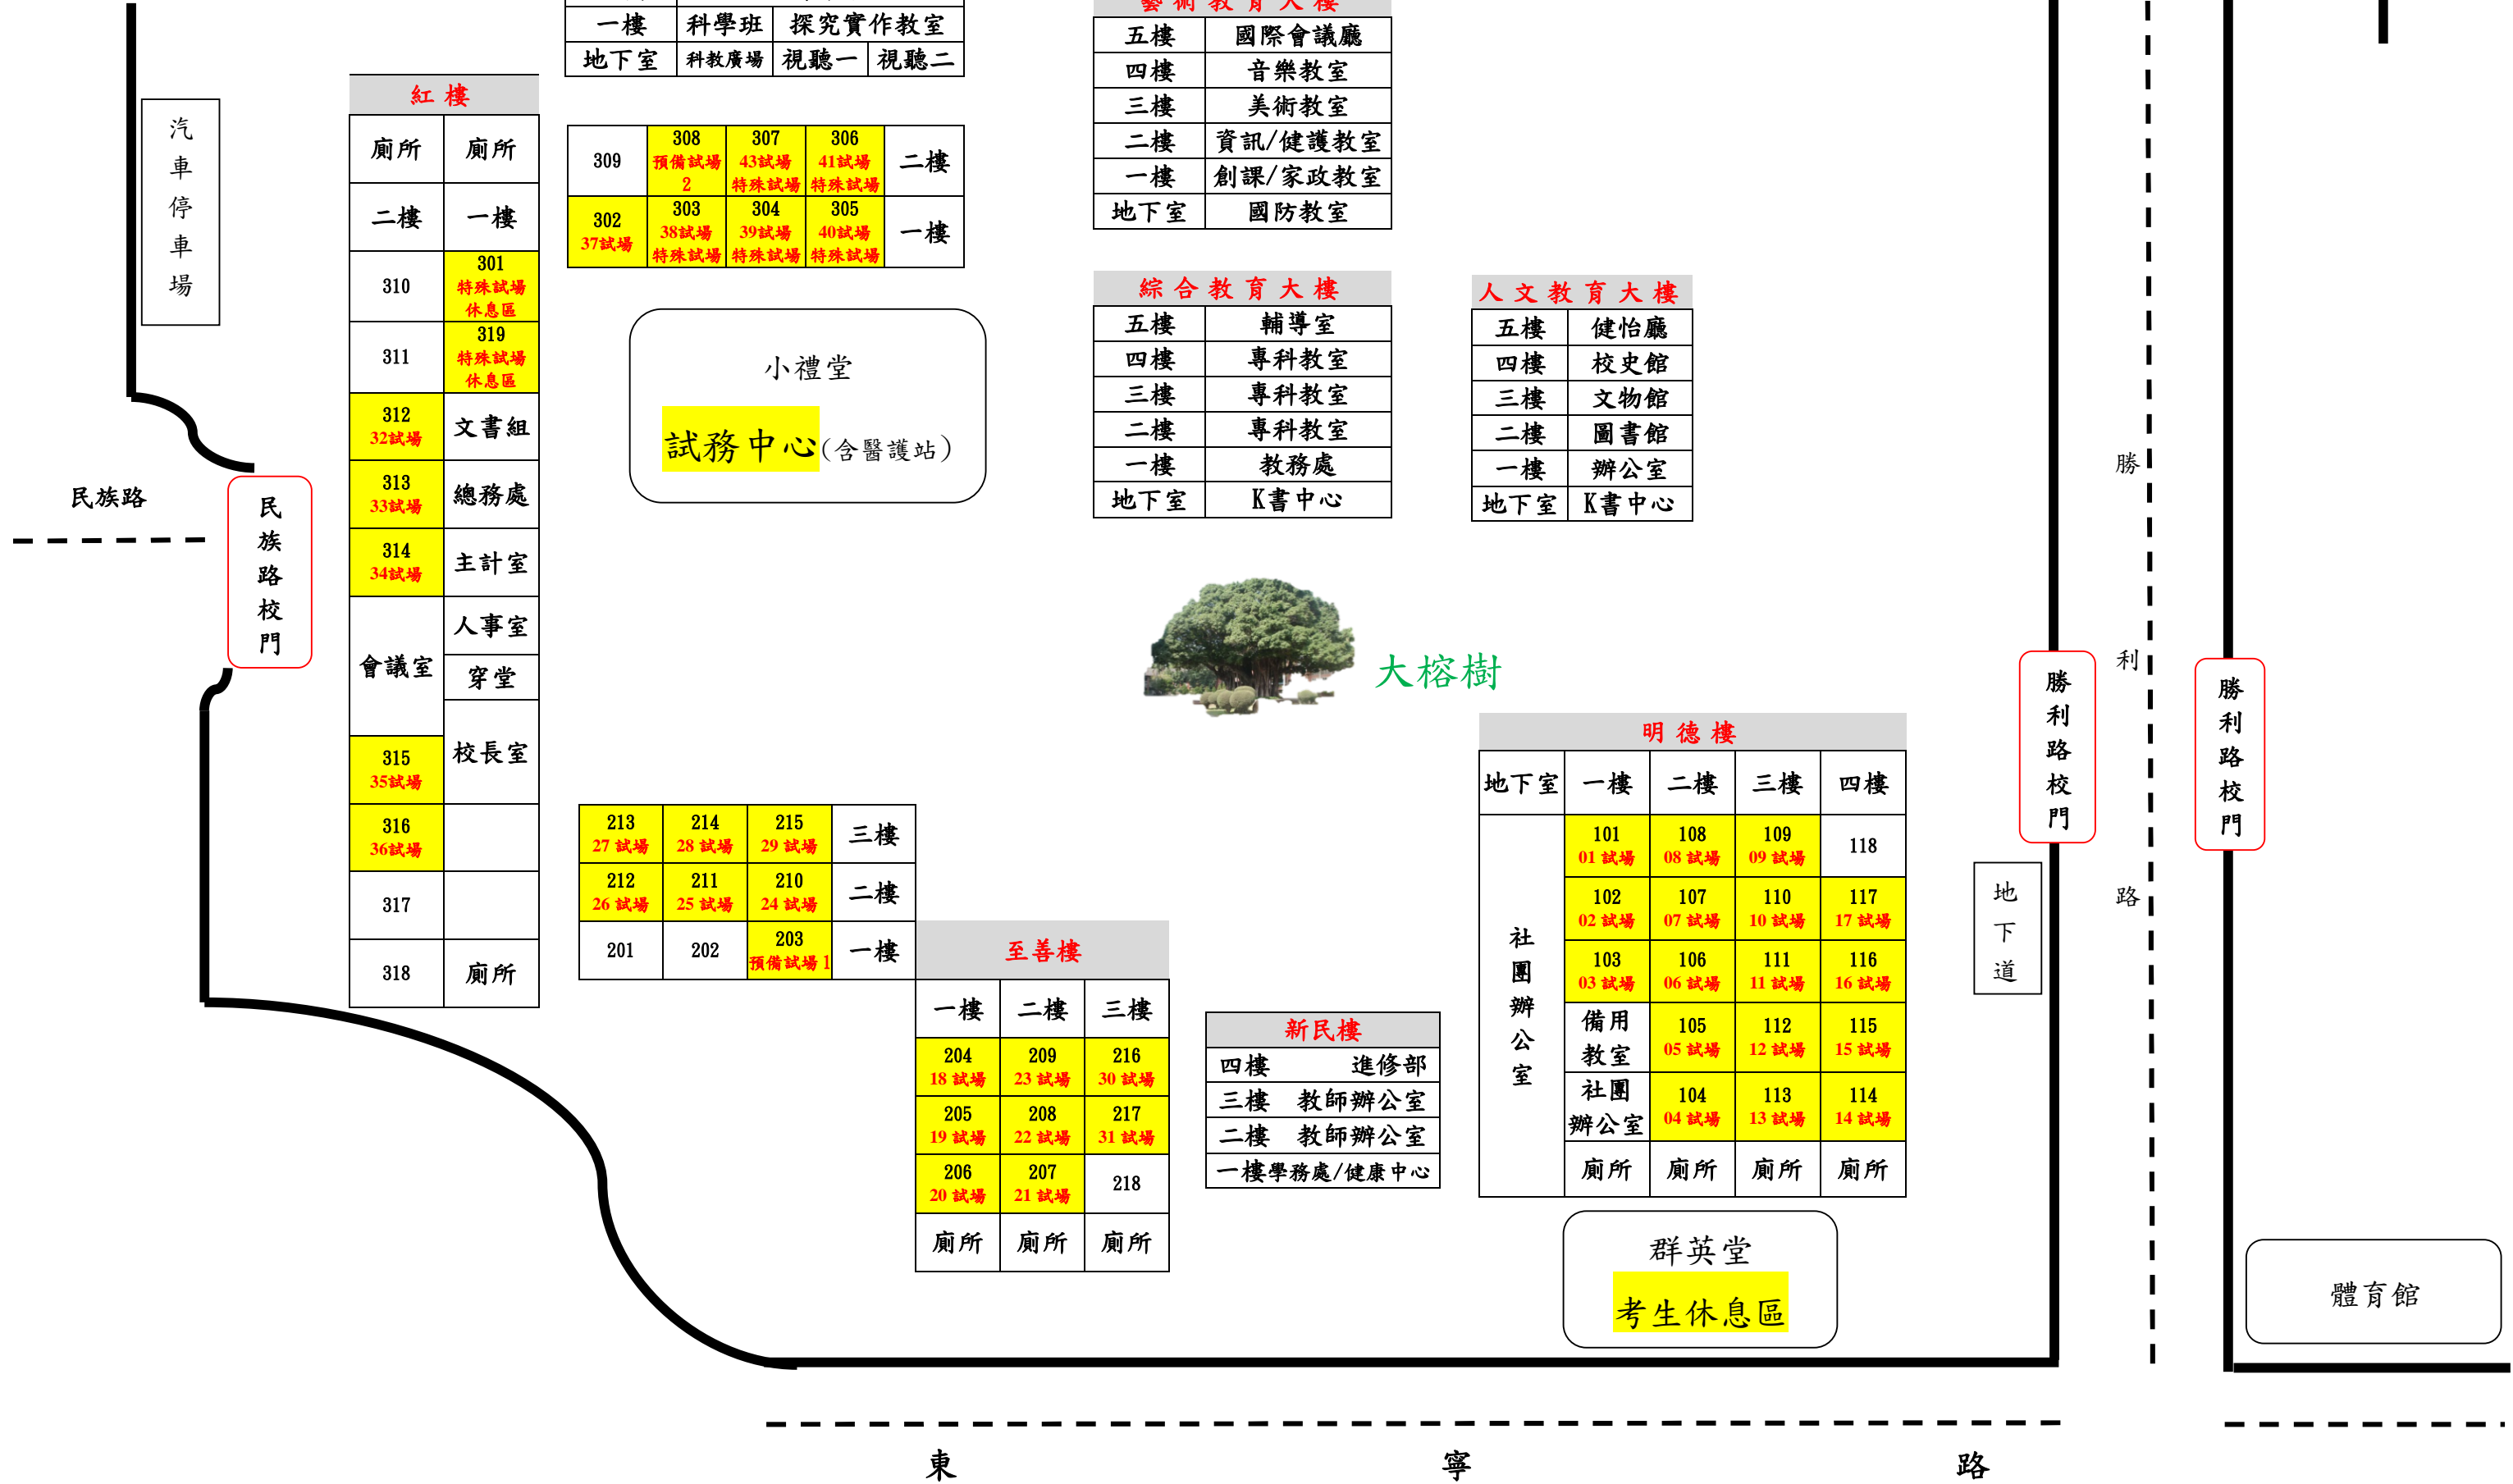 一樓 科學班 探究實作教室
地下室 科教廣場 視聽一 視聽二
藝術教育大樓
五樓 國際會議廳
四樓 音樂教室
三樓 美術教室
二樓 資訊/健護教室
一樓 創課/家政教室
地下室 國防教室
汽車停車場
紅樓
廁所 廁所
二樓 一樓
310 301
特殊試場
休息區
311 319
特殊試場
休息區
312 文書組
32試場
313 總務處
33試場
314 主計室
34試場
會議室 人事室
穿堂
校長室
315
35試場
316
36試場
317
318 廁所
309 308 307 306 二樓
預備試場 43試場 41試場
2 特殊試場 特殊試場
302 303 304 305 一樓
37試場 38試場 39試場 40試場
特殊試場 特殊試場 特殊試場
小禮堂
試務中心(含醫護站)
綜合教育大樓
五樓 輔導室
四樓 專科教室
三樓 專科教室
二樓 專科教室
一樓 教務處
地下室 K書中心
人文教育大樓
五樓 健怡廳
四樓 校史館
三樓 文物館
二樓 圖書館
一樓 辦公室
地下室 K書中心
民族路
民族路校門
大榕樹
213 214 215 三樓
27 試場 28 試場 29 試場
212 211 210 二樓
26 試場 25 試場 24 試場
201 202 203 一樓
預備試場 1
至善樓
一樓 二樓 三樓
204 209 216
18 試場 23 試場 30 試場
205 208 217
19 試場 22 試場 31 試場
206 207 218
20 試場 21 試場
廁所 廁所 廁所
新民樓
四樓 進修部
三樓 教師辦公室
二樓 教師辦公室
一樓學務處/健康中心
明德樓
地下室 一樓 二樓 三樓 四樓
社團辦公室
101 108 109 118
01 試場 08 試場 09 試場
102 107 110 117
02 試場 07 試場 10 試場 17 試場
103 106 111 116
03 試場 06 試場 11 試場 16 試場
備用 105 112 115
教室 05 試場 12 試場 15 試場
社團 104 113 114
辦公室 04 試場 13 試場 14 試場
廁所 廁所 廁所 廁所
群英堂
考生休息區
勝利路校門
地下道
勝利路
勝利路校門
體育館
東寧路